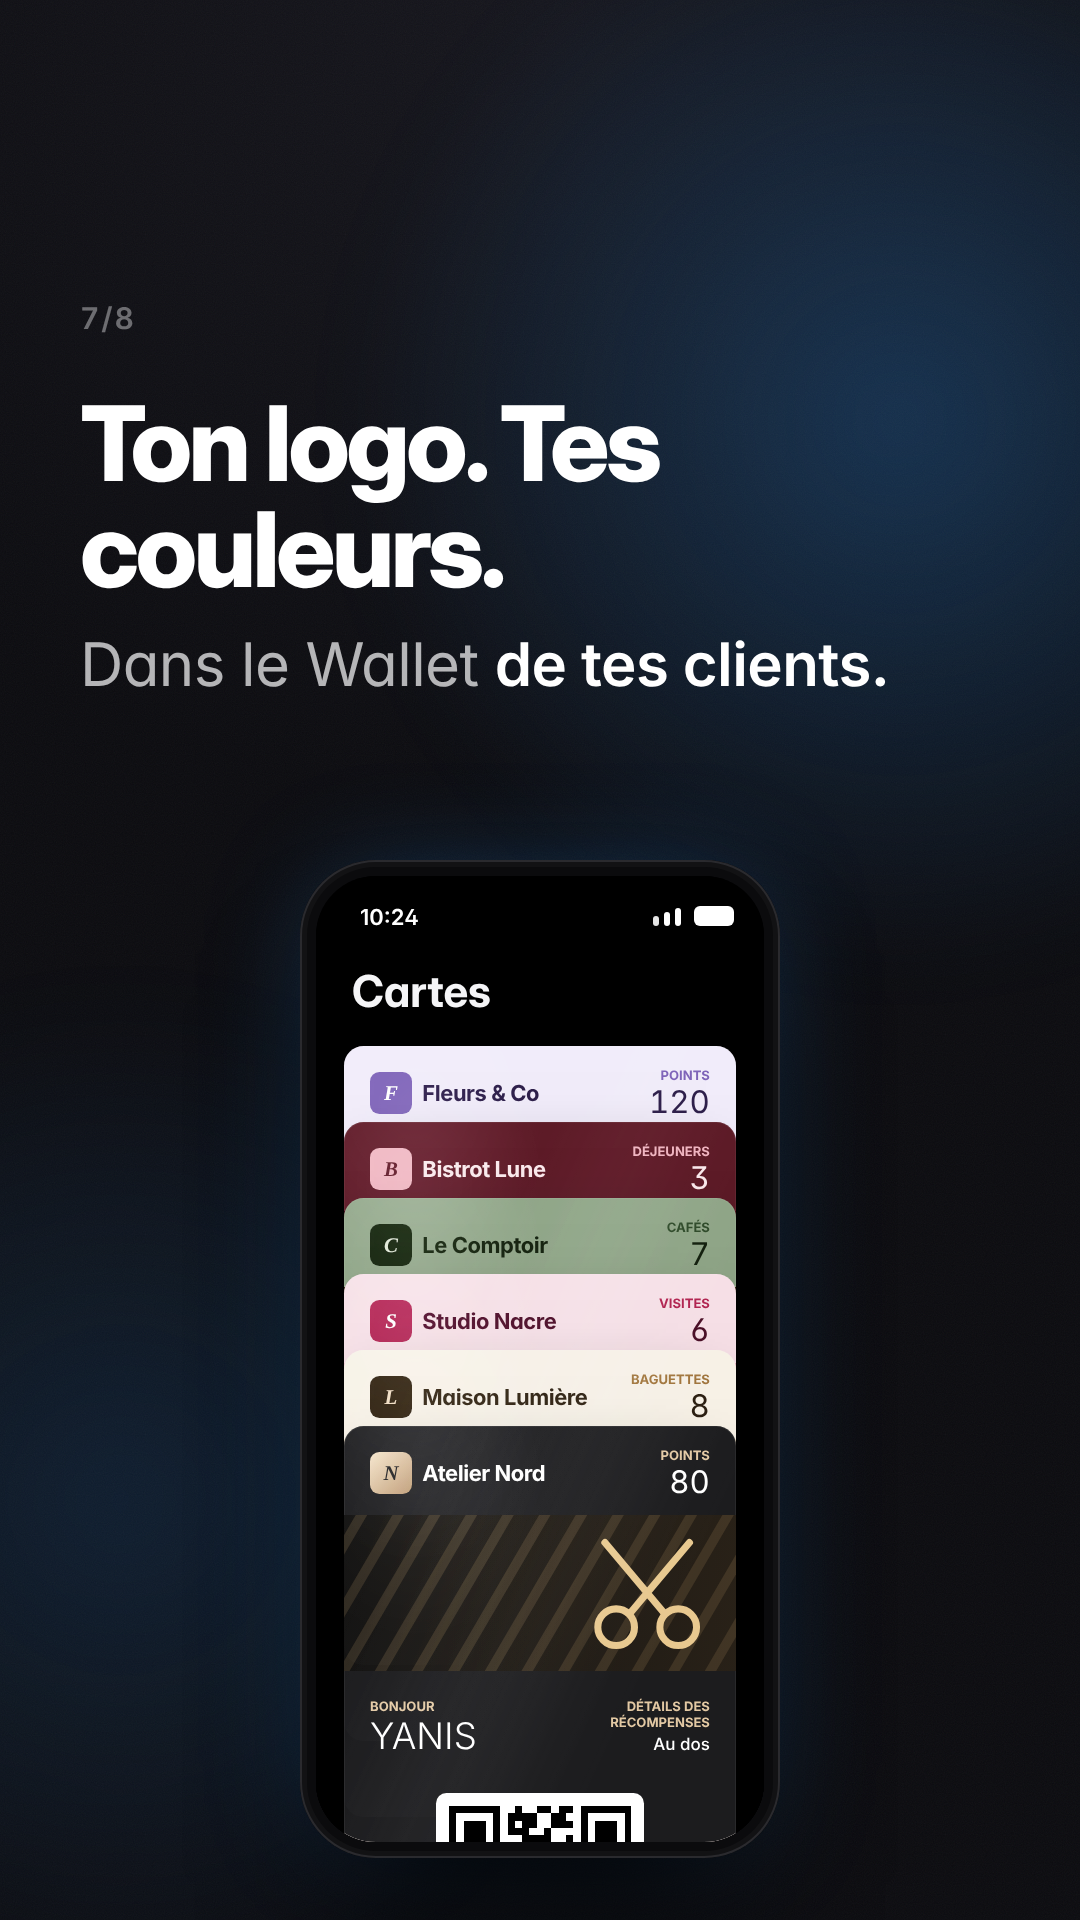 7/8
Ton logo. Tes
couleurs.
Dans le Wallet de tes clients.
10:24
Cartes
F Fleurs & Co POINTS 120
B Bistrot Lune DÉJEUNERS 3
C Le Comptoir CAFÉS 7
S Studio Nacre VISITES 6
L Maison Lumière BAGUETTES 8
N Atelier Nord POINTS 80
BONJOUR
YANIS
DÉTAILS DES
RÉCOMPENSES
Au dos